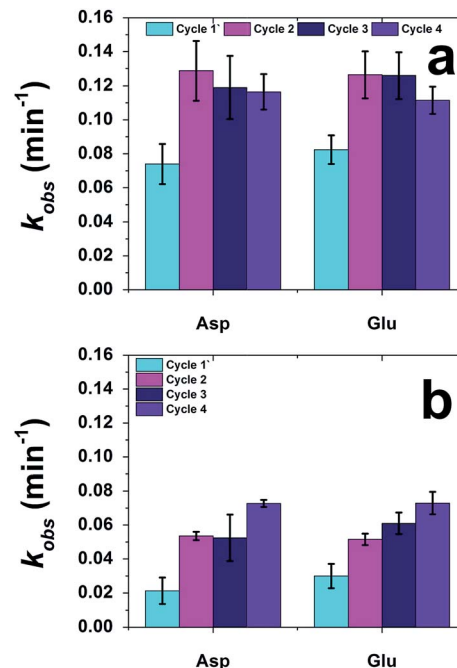 0.16
Cycle 1` Cycle 2 Cycle 3 Cycle 4
a
0.14
0.12
0.10
0.08
0.06
0.04
0.02
0.00
k_obs (min⁻¹)
Asp Glu
0.16
Cycle 1`
Cycle 2
Cycle 3
Cycle 4
b
0.14
0.12
0.10
0.08
0.06
0.04
0.02
0.00
k_obs (min⁻¹)
Asp Glu